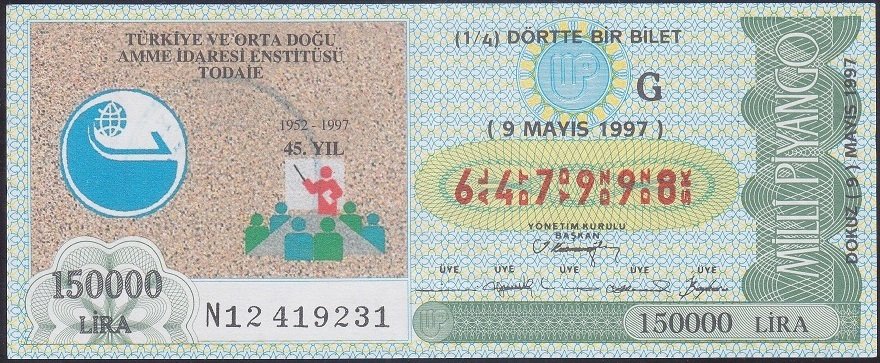 TÜRKİYE VE ORTA DOĞU
AMME İDARESİ ENSTİTÜSÜ
TODAİE
1952 - 1997
45. YIL
150000
LİRA
N12 419231
(1/4) DÖRTTE BİR BİLET
G
( 9 MAYIS 1997 )
647998
YÖNETİM KURULU
BAŞKAN
ÜYE ÜYE ÜYE ÜYE ÜYE
150000 LİRA
MİLLİ PİYANGO
DOKUZ ( 9 ) MAYIS 1997